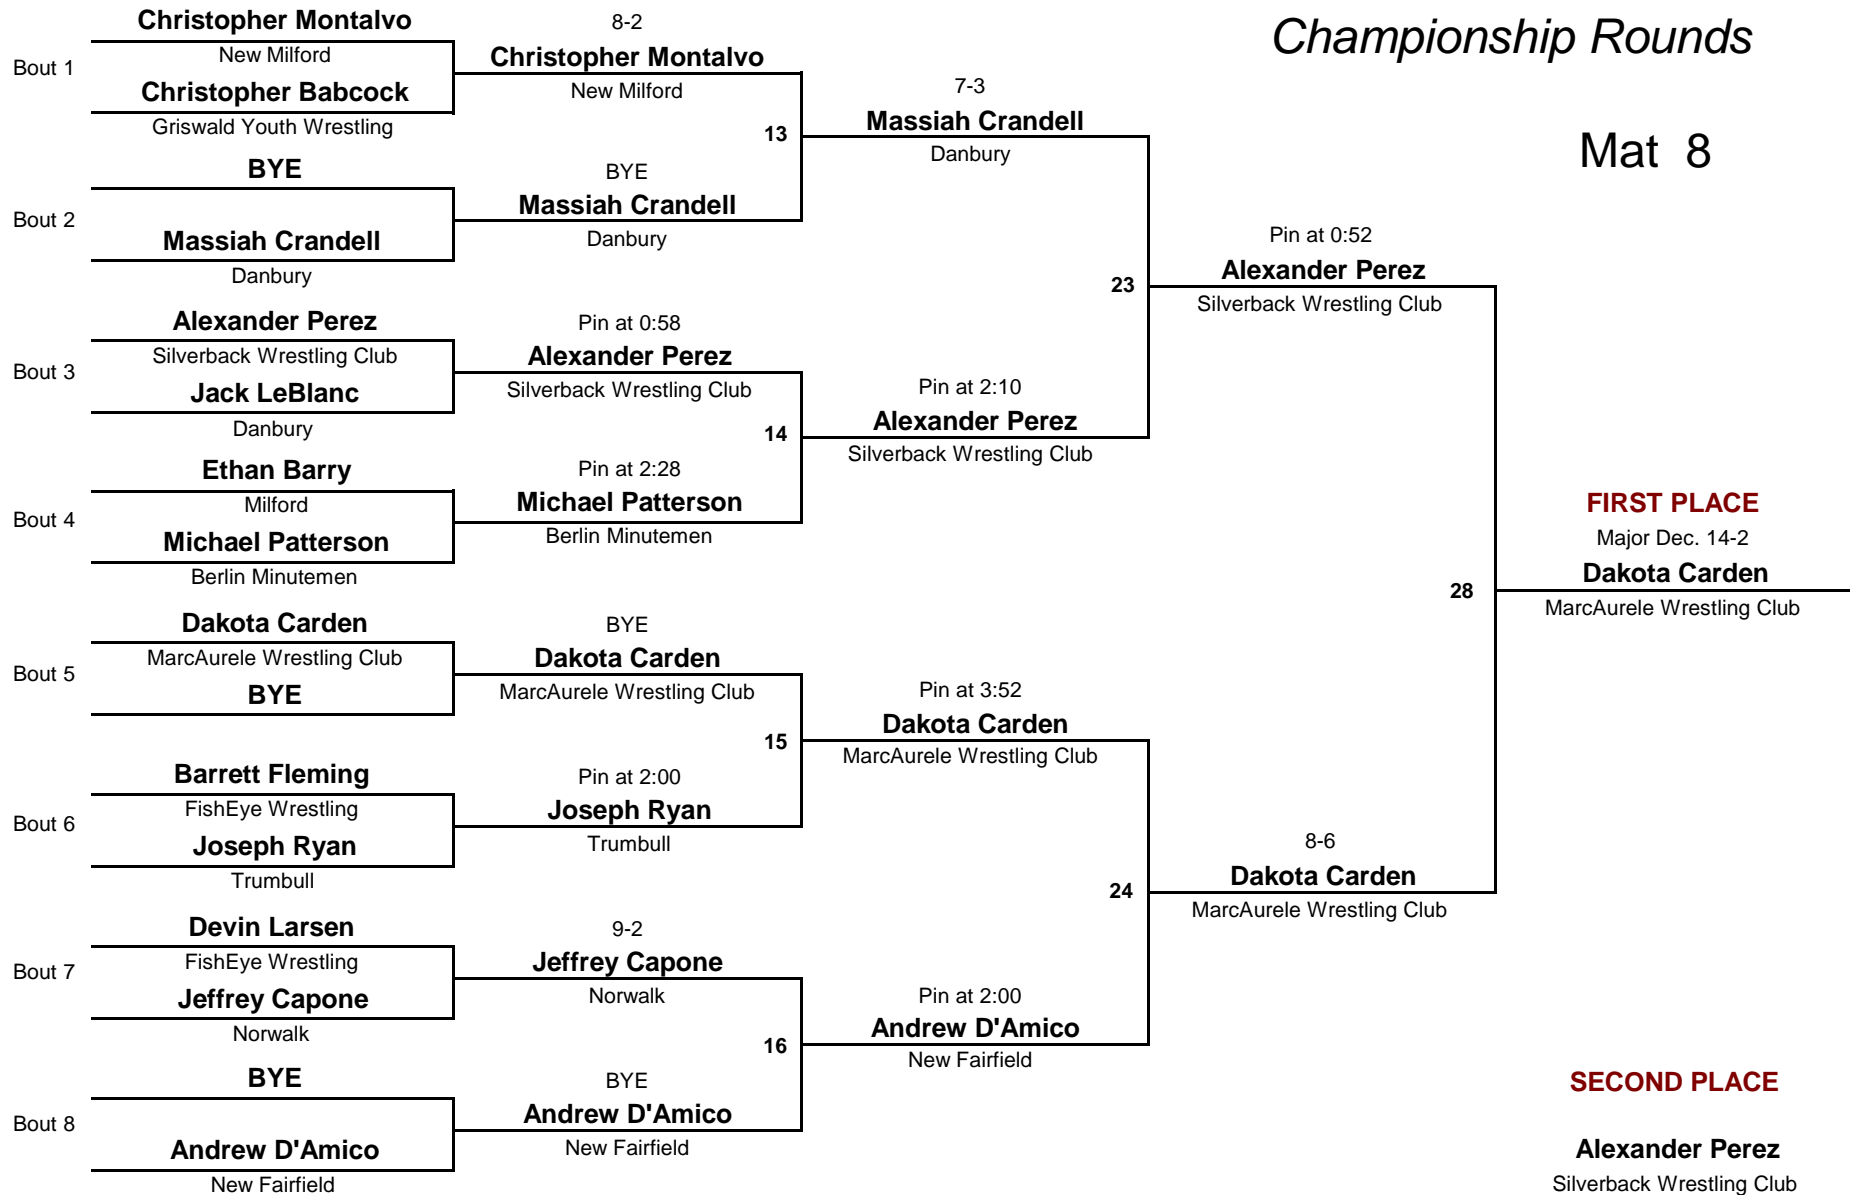 Championship Rounds
Mat 8
Bout 1
Christopher Montalvo
New Milford
Christopher Babcock
Griswald Youth Wrestling
Bout 2
BYE
Massiah Crandell
Danbury
Bout 3
Alexander Perez
Silverback Wrestling Club
Jack LeBlanc
Danbury
Bout 4
Ethan Barry
Milford
Michael Patterson
Berlin Minutemen
Bout 5
Dakota Carden
MarcAurele Wrestling Club
BYE
Bout 6
Barrett Fleming
FishEye Wrestling
Joseph Ryan
Trumbull
Bout 7
Devin Larsen
FishEye Wrestling
Jeffrey Capone
Norwalk
Bout 8
BYE
Andrew D'Amico
New Fairfield
8-2
Christopher Montalvo
New Milford
13
BYE
Massiah Crandell
Danbury
Pin at 0:58
Alexander Perez
Silverback Wrestling Club
14
Pin at 2:28
Michael Patterson
Berlin Minutemen
BYE
Dakota Carden
MarcAurele Wrestling Club
15
Pin at 2:00
Joseph Ryan
Trumbull
9-2
Jeffrey Capone
Norwalk
16
BYE
Andrew D'Amico
New Fairfield
7-3
Massiah Crandell
Danbury
23
Pin at 2:10
Alexander Perez
Silverback Wrestling Club
Pin at 3:52
Dakota Carden
MarcAurele Wrestling Club
24
Pin at 2:00
Andrew D'Amico
New Fairfield
Pin at 0:52
Alexander Perez
Silverback Wrestling Club
28
8-6
Dakota Carden
MarcAurele Wrestling Club
FIRST PLACE
Major Dec. 14-2
Dakota Carden
MarcAurele Wrestling Club
SECOND PLACE
Alexander Perez
Silverback Wrestling Club